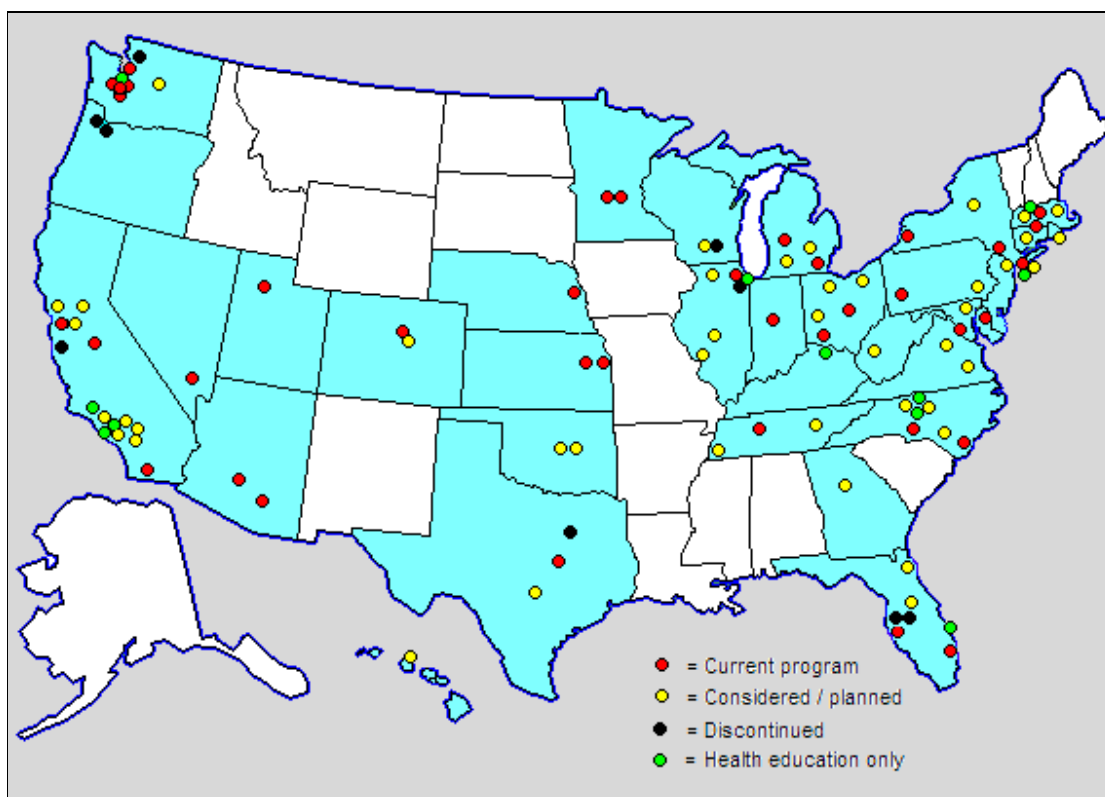 = Current program
= Considered / planned
= Discontinued
= Health education only